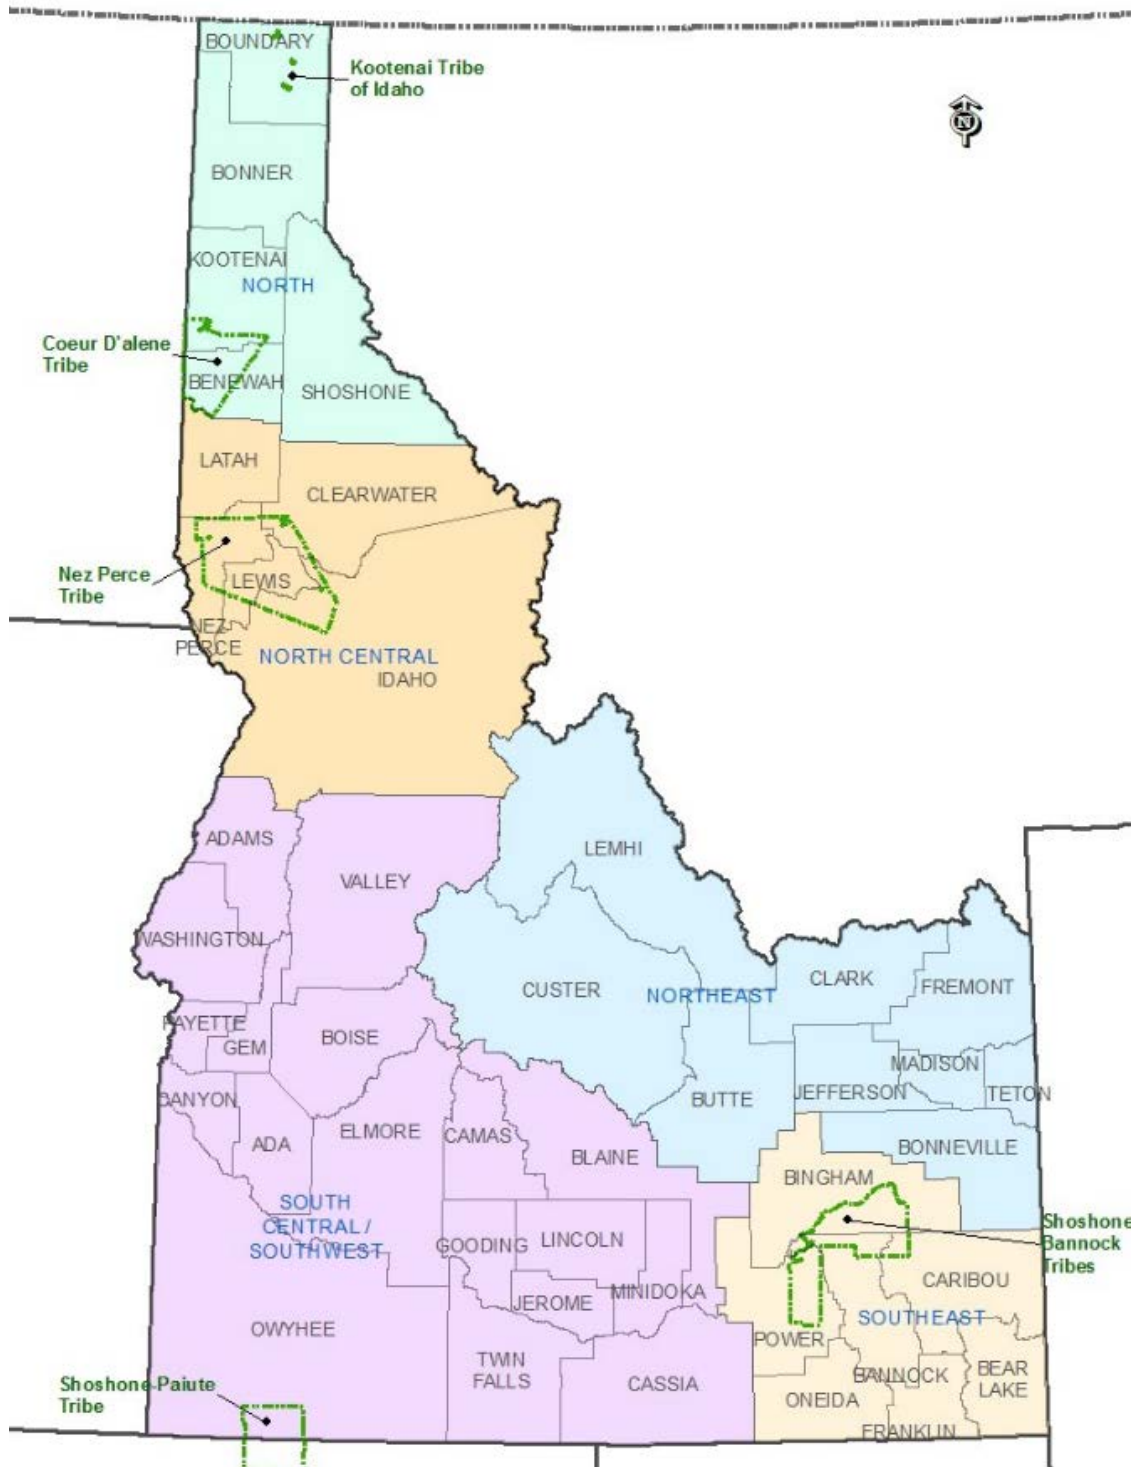 BOUNDARY
Kootenai Tribe
of Idaho
N
BONNER
KOOTENAI
NORTH
Coeur D'alene
Tribe
BENEWAH
SHOSHONE
LATAH
CLEARWATER
Nez Perce
Tribe
LEWIS
NEZ
PERCE
NORTH CENTRAL
IDAHO
ADAMS
LEMHI
VALLEY
WASHINGTON
CUSTER
NORTHEAST
CLARK
FREMONT
PAYETTE
GEM
BOISE
MADISON
JEFFERSON
TETON
CANYON
BUTTE
ADA
ELMORE
CAMAS
BLAINE
BONNEVILLE
BINGHAM
SOUTH
CENTRAL /
SOUTHWEST
GOODING
LINCOLN
Shoshone
Bannock
Tribes
MINIDOKA
JEROME
CARIBOU
SOUTHEAST
OWYHEE
POWER
TWIN
FALLS
CASSIA
BANNOCK
BEAR
LAKE
ONEIDA
FRANKLIN
Shoshone-Paiute
Tribe